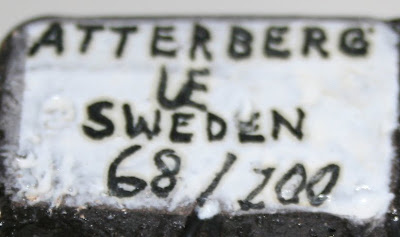 ATTERBERG
UE
SWEDEN
68/200